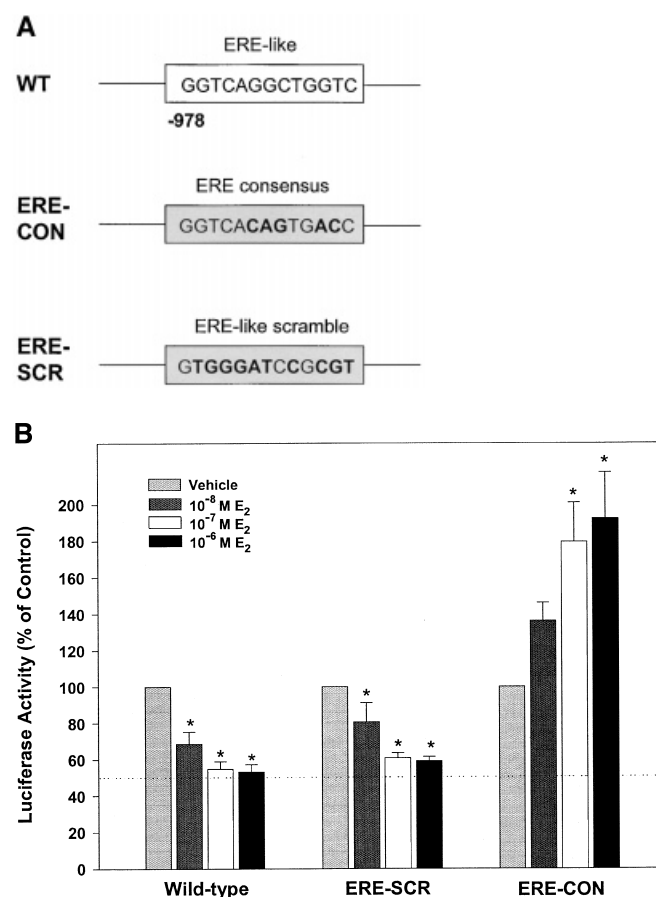 A
ERE-like
WT
GGTCAGGCTGGTC
-978
ERE consensus
ERE-
CON
GGTCACAGTGACC
ERE-like scramble
ERE-
SCR
GTGGGATCCGCGT
B
Luciferase Activity (% of Control)
200
180
160
140
120
100
80
60
40
20
0
Vehicle
10⁻⁸ M E₂
10⁻⁷ M E₂
10⁻⁶ M E₂
* * *
* * *
* *
Wild-type ERE-SCR ERE-CON